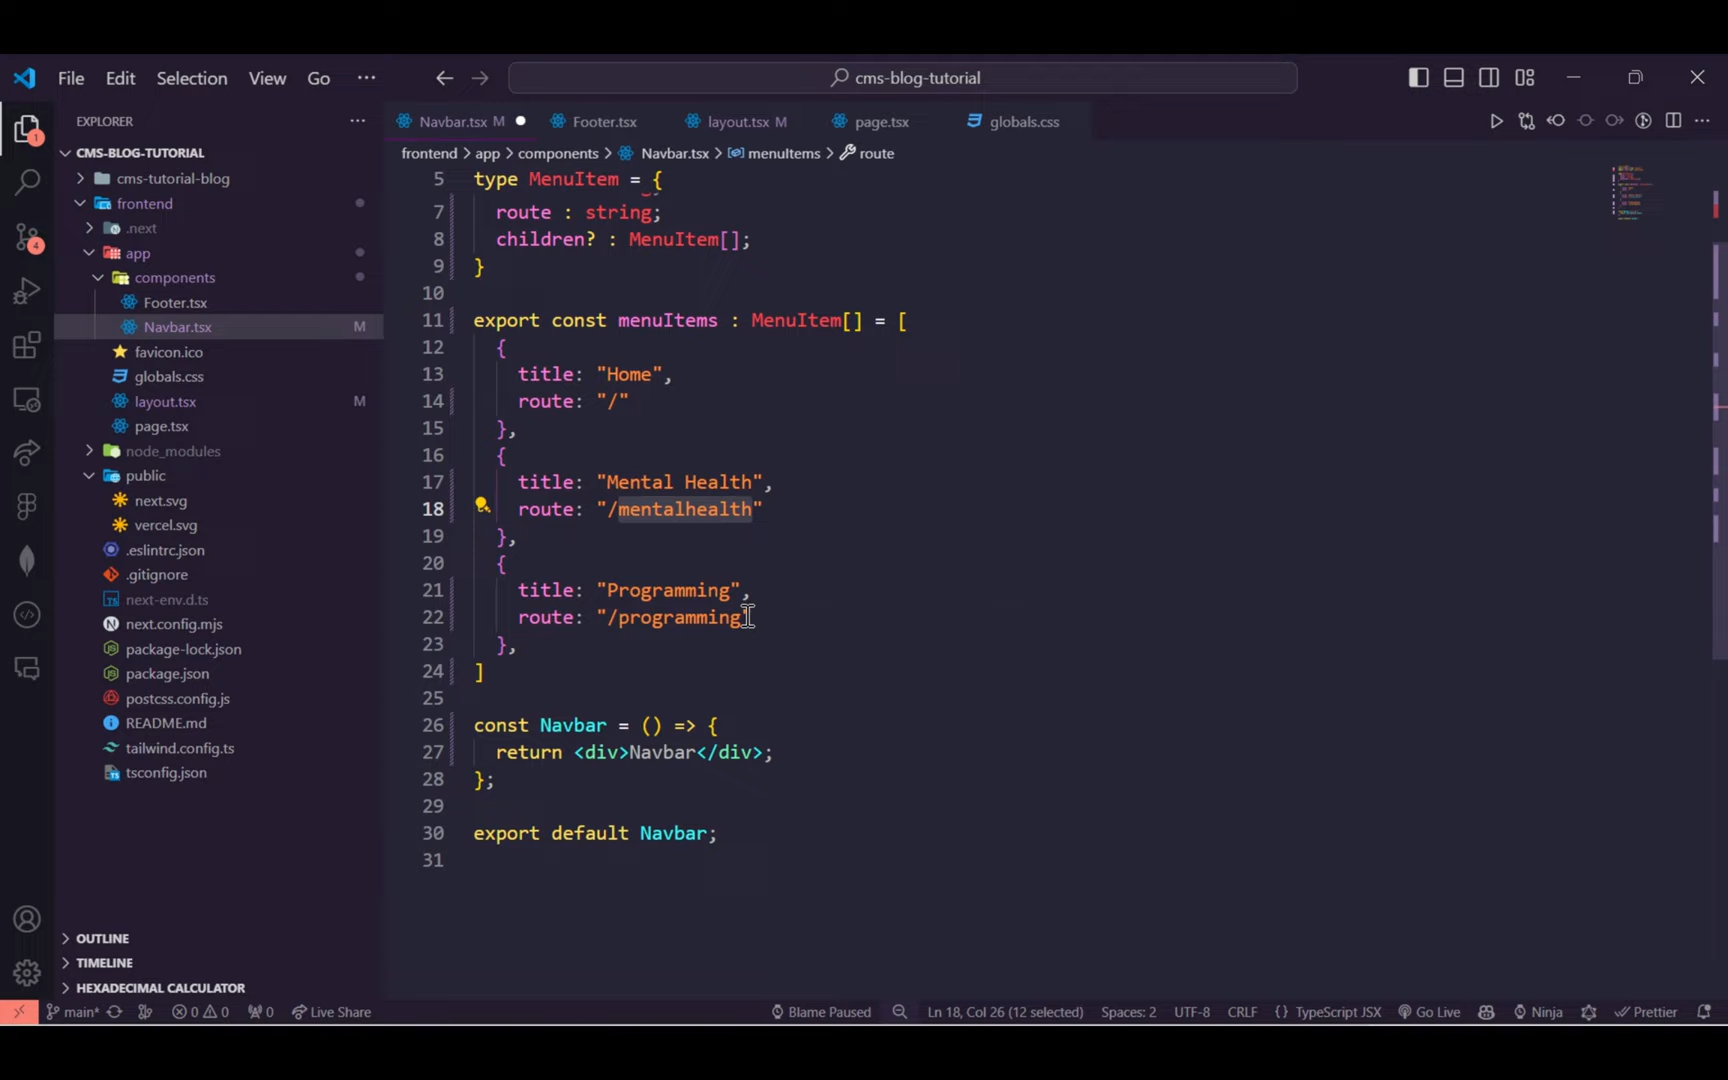 File Edit Selection View Go ··· cms-blog-tutorial
EXPLORER ···
CMS-BLOG-TUTORIAL
cms-tutorial-blog
frontend
.next
app
components
Footer.tsx
Navbar.tsx M
favicon.ico
globals.css
layout.tsx M
page.tsx
node_modules
public
next.svg
vercel.svg
.eslintrc.json
.gitignore
next-env.d.ts
next.config.mjs
package-lock.json
package.json
postcss.config.js
README.md
tailwind.config.ts
tsconfig.json
OUTLINE
TIMELINE
HEXADECIMAL CALCULATOR
1
4
Navbar.tsx M Footer.tsx layout.tsx M page.tsx globals.css
frontend > app > components > Navbar.tsx > menuItems > route
5 type MenuItem = {
7 route : string;
8 children? : MenuItem[];
9 }
10
11 export const menuItems : MenuItem[] = [
12 {
13 title: "Home",
14 route: "/"
15 },
16 {
17 title: "Mental Health",
18 route: "/mentalhealth"
19 },
20 {
21 title: "Programming",
22 route: "/programming"
23 },
24 ]
25
26 const Navbar = () => {
27 return <div>Navbar</div>;
28 };
29
30 export default Navbar;
31
main* 0 0 0 Live Share Blame Paused Ln 18, Col 26 (12 selected) Spaces: 2 UTF-8 CRLF {} TypeScript JSX Go Live Ninja Prettier